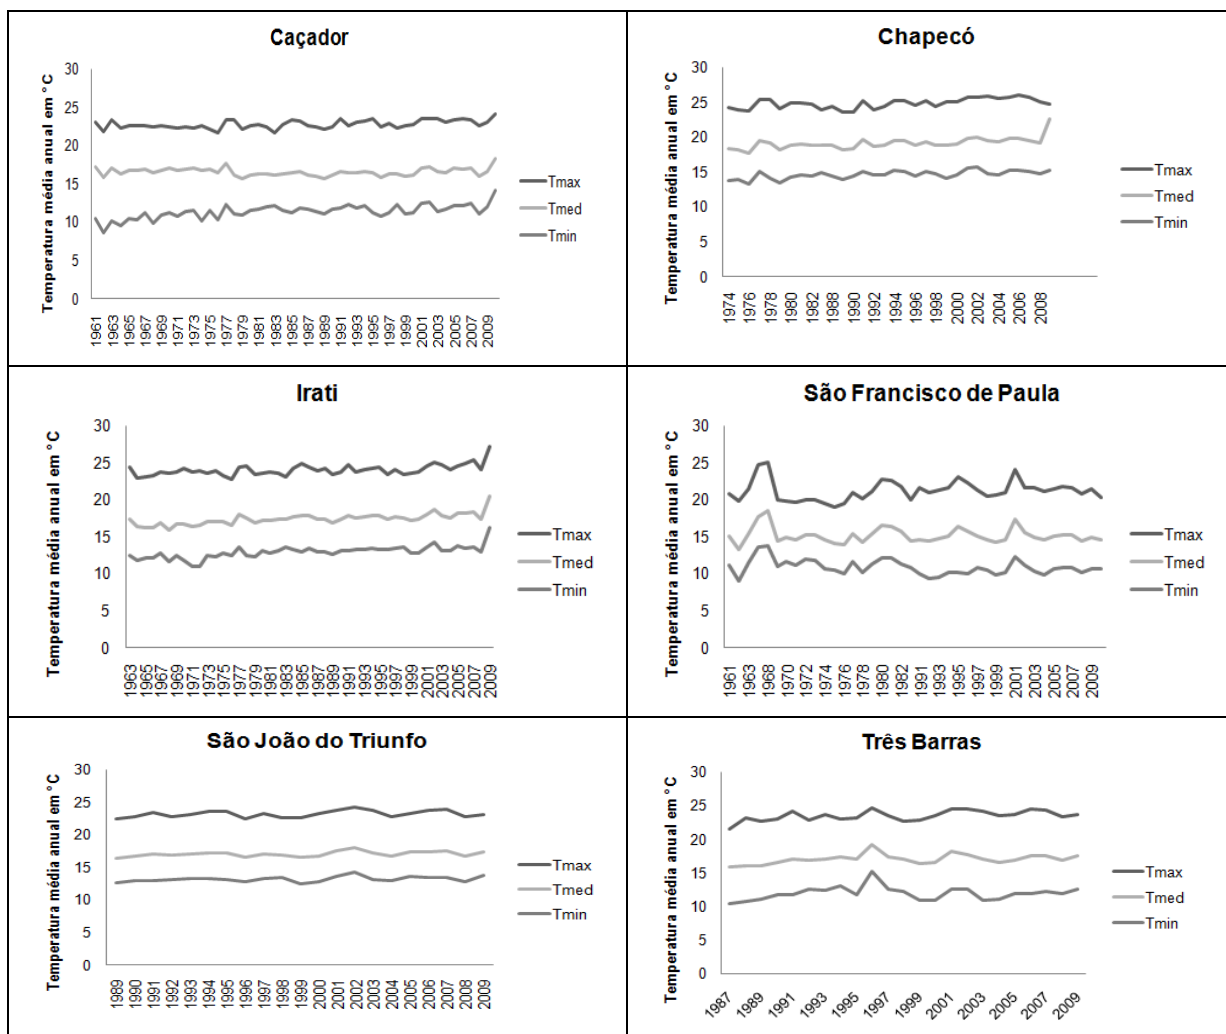 Caçador
Temperatura média anual em °C
30
25
20
15
10
5
0
Tmax
Tmed
Tmin
1961 1963 1965 1967 1969 1971 1973 1975 1977 1979 1981 1983 1985 1987 1989 1991 1993 1995 1997 1999 2001 2003 2005 2007 2009
Chapecó
Temperatura média anual em °C
30
25
20
15
10
5
0
Tmax
Tmed
Tmin
1974 1976 1978 1980 1982 1988 1990 1992 1994 1996 1998 2000 2002 2004 2006 2008
Irati
Temperatura média anual em °C
30
25
20
15
10
5
0
Tmax
Tmed
Tmin
1963 1965 1967 1969 1971 1973 1975 1977 1979 1981 1983 1985 1987 1989 1991 1993 1995 1997 1999 2001 2003 2005 2007 2009
São Francisco de Paula
Temperatura média anual em °C
30
25
20
15
10
5
0
Tmax
Tmed
Tmin
1961 1963 1968 1970 1972 1974 1976 1978 1980 1982 1991 1993 1995 1997 1999 2001 2003 2005 2007 2009
São João do Triunfo
Temperatura média anual em °C
30
25
20
15
10
5
0
Tmax
Tmed
Tmin
1989 1990 1991 1992 1993 1994 1995 1996 1997 1998 1999 2000 2001 2002 2003 2004 2005 2006 2007 2008 2009
Três Barras
Temperatura média anual em °C
30
25
20
15
10
5
0
Tmax
Tmed
Tmin
1987 1989 1991 1993 1995 1997 1999 2001 2003 2005 2007 2009